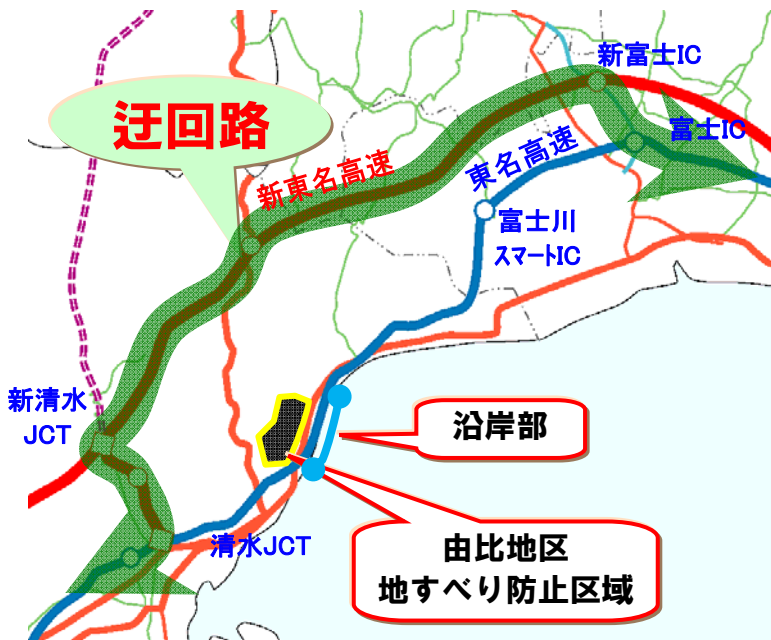 新富士IC
迂回路
富士IC
新東名高速
東名高速
富士川
スマートIC
新清水
JCT
沿岸部
清水JCT
由比地区
地すべり防止区域